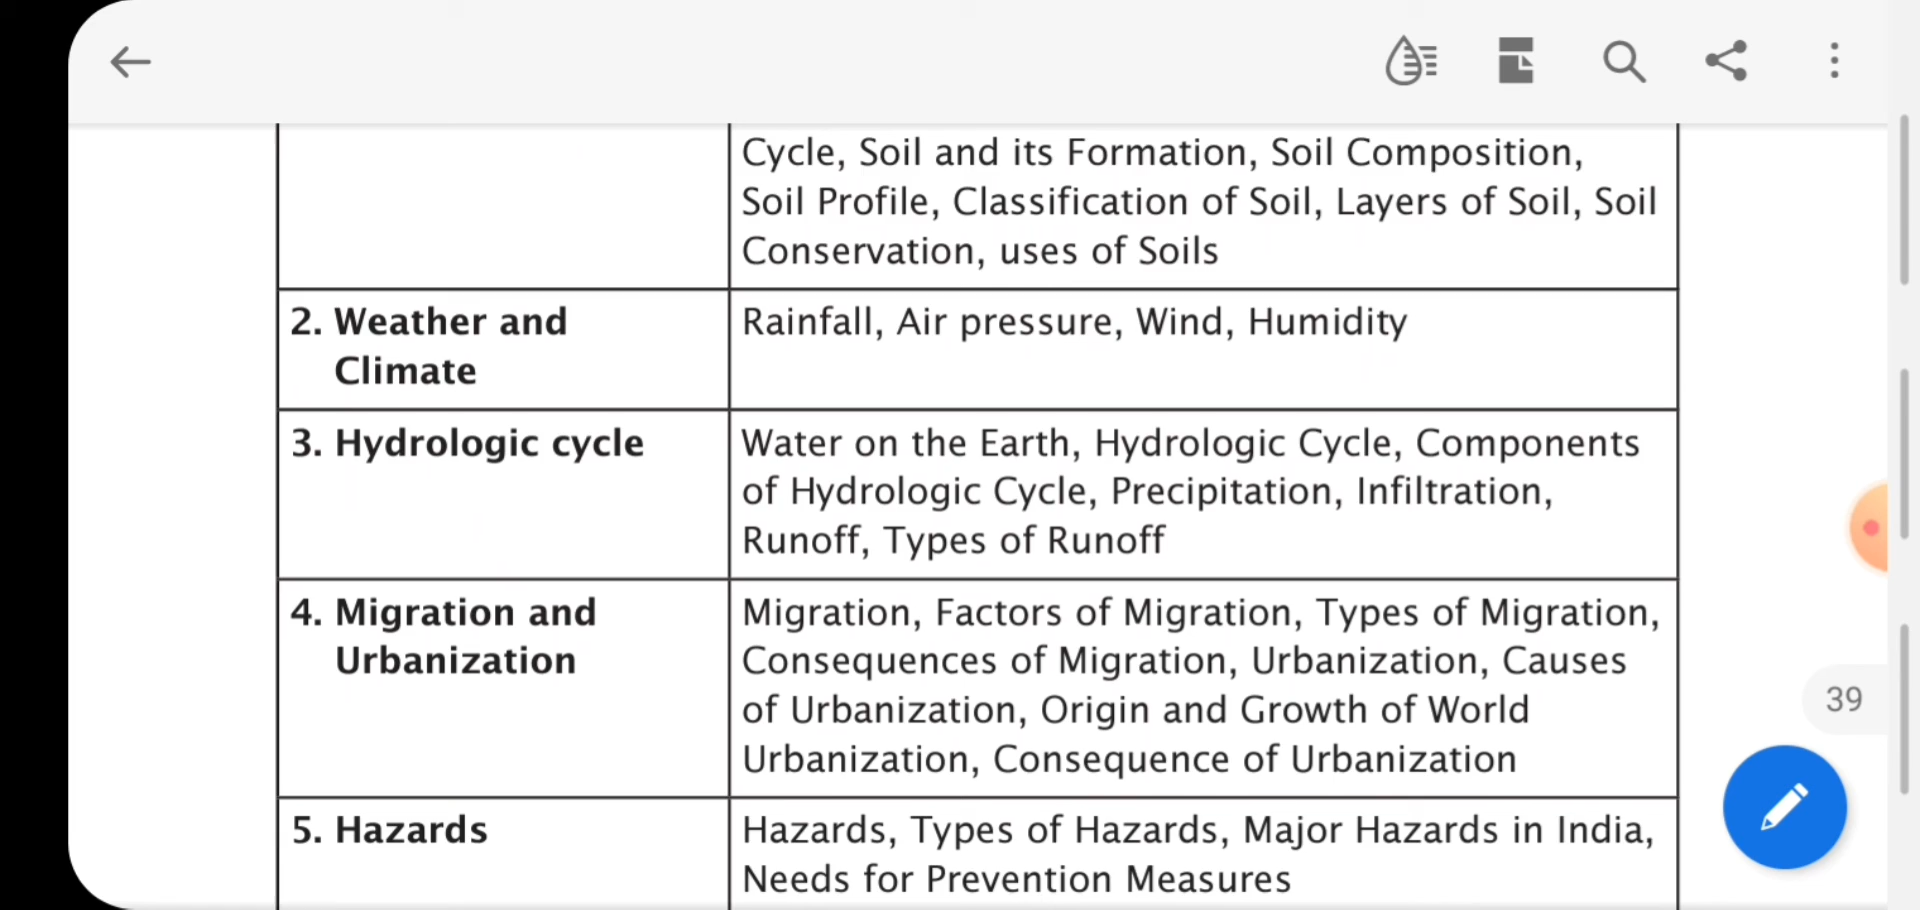 Cycle, Soil and its Formation, Soil Composition,
Soil Profile, Classification of Soil, Layers of Soil, Soil
Conservation, uses of Soils
2. Weather and
Climate
Rainfall, Air pressure, Wind, Humidity
3. Hydrologic cycle
Water on the Earth, Hydrologic Cycle, Components
of Hydrologic Cycle, Precipitation, Infiltration,
Runoff, Types of Runoff
4. Migration and
Urbanization
Migration, Factors of Migration, Types of Migration,
Consequences of Migration, Urbanization, Causes
of Urbanization, Origin and Growth of World
Urbanization, Consequence of Urbanization
39
5. Hazards
Hazards, Types of Hazards, Major Hazards in India,
Needs for Prevention Measures